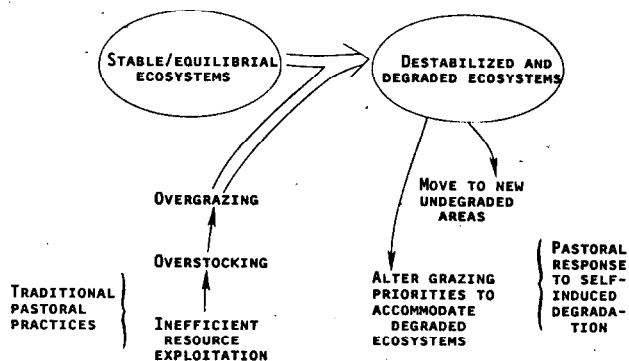 STABLE/EQUILIBRIAL
ECOSYSTEMS
DESTABILIZED AND
DEGRADED ECOSYSTEMS
OVERGRAZING
OVERSTOCKING
INEFFICIENT
RESOURCE
EXPLOITATION
TRADITIONAL
PASTORAL
PRACTICES
MOVE TO NEW
UNDEGRADED
AREAS
ALTER GRAZING
PRIORITIES TO
ACCOMMODATE
DEGRADED
ECOSYSTEMS
PASTORAL
RESPONSE
TO SELF-
INDUCED
DEGRADA-
TION